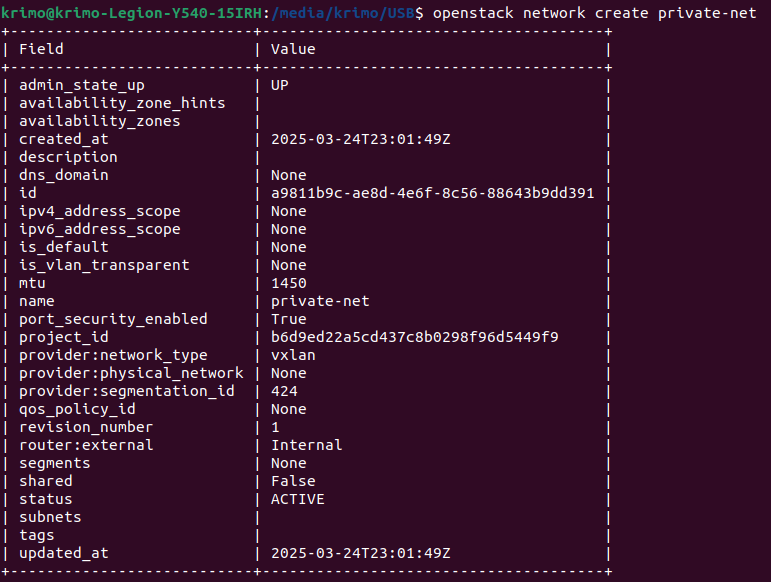 krimo@krimo-Legion-Y540-15IRH:/media/krimo/USB$ openstack network create private-net
+---------------------------+--------------------------------------+
| Field                     | Value                                |
+---------------------------+--------------------------------------+
| admin_state_up            | UP                                   |
| availability_zone_hints   |                                      |
| availability_zones        |                                      |
| created_at                | 2025-03-24T23:01:49Z                 |
| description               |                                      |
| dns_domain                | None                                 |
| id                        | a9811b9c-ae8d-4e6f-8c56-88643b9dd391 |
| ipv4_address_scope        | None                                 |
| ipv6_address_scope        | None                                 |
| is_default                | None                                 |
| is_vlan_transparent       | None                                 |
| mtu                       | 1450                                 |
| name                      | private-net                          |
| port_security_enabled     | True                                 |
| project_id                | b6d9ed22a5cd437c8b0298f96d5449f9     |
| provider:network_type     | vxlan                                |
| provider:physical_network | None                                 |
| provider:segmentation_id  | 424                                  |
| qos_policy_id             | None                                 |
| revision_number           | 1                                    |
| router:external           | Internal                             |
| segments                  | None                                 |
| shared                    | False                                |
| status                    | ACTIVE                               |
| subnets                   |                                      |
| tags                      |                                      |
| updated_at                | 2025-03-24T23:01:49Z                 |
+---------------------------+--------------------------------------+